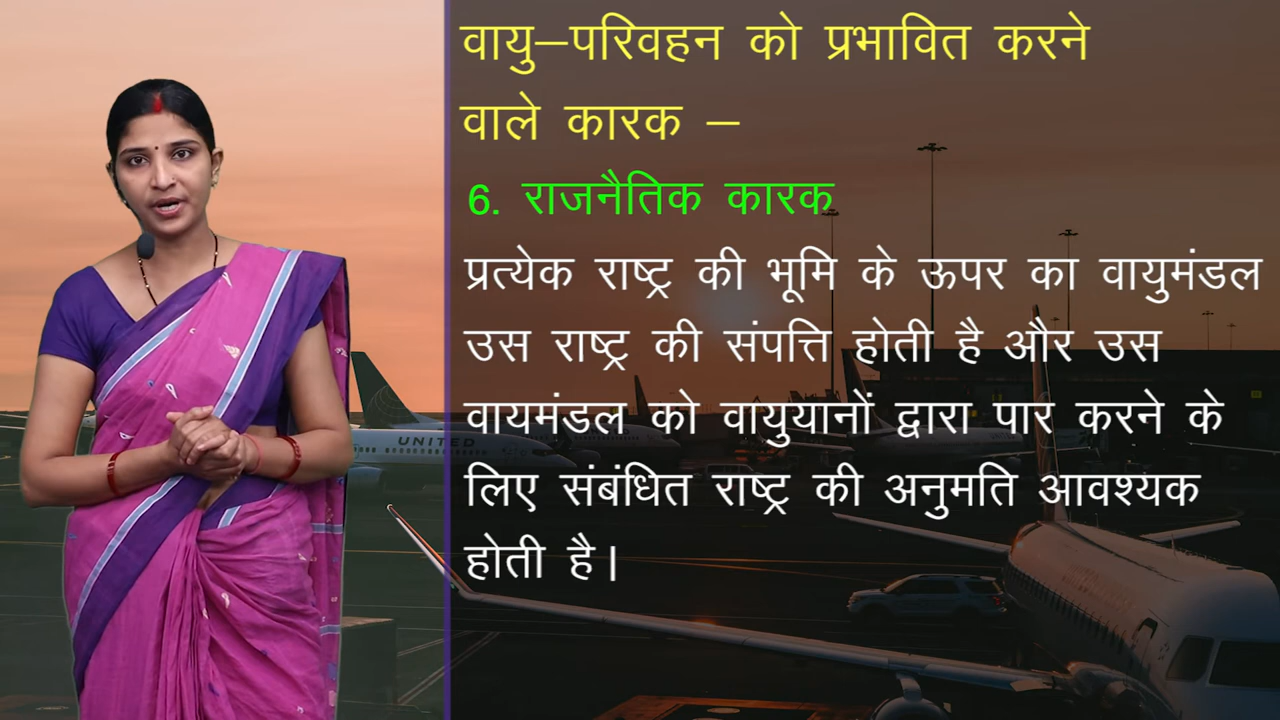 वायु–परिवहन को प्रभावित करने
वाले कारक –
6. राजनैतिक कारक
प्रत्येक राष्ट्र की भूमि के ऊपर का वायुमंडल
उस राष्ट्र की संपत्ति होती है और उस
वायमंडल को वायुयानों द्वारा पार करने के
लिए संबंधित राष्ट्र की अनुमति आवश्यक
होती है।
UNITED